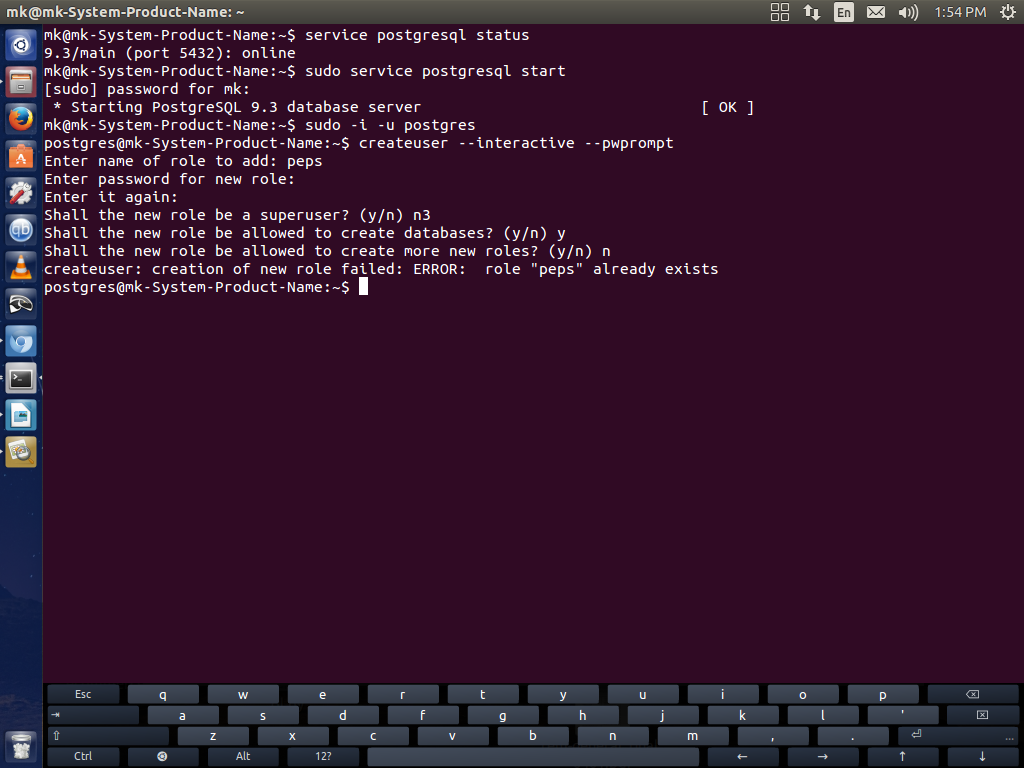 mk@mk-System-Product-Name: ~
En
1:54 PM
mk@mk-System-Product-Name:~$ service postgresql status
9.3/main (port 5432): online
mk@mk-System-Product-Name:~$ sudo service postgresql start
[sudo] password for mk:
 * Starting PostgreSQL 9.3 database server [ OK ]
mk@mk-System-Product-Name:~$ sudo -i -u postgres
postgres@mk-System-Product-Name:~$ createuser --interactive --pwprompt
Enter name of role to add: peps
Enter password for new role:
Enter it again:
Shall the new role be a superuser? (y/n) n3
Shall the new role be allowed to create databases? (y/n) y
Shall the new role be allowed to create more new roles? (y/n) n
createuser: creation of new role failed: ERROR:  role "peps" already exists
postgres@mk-System-Product-Name:~$
qb
Esc q w e r t y u i o p
a s d f g h j k l '
z x c v b n m , . ...
Ctrl Alt 12? ← → ↑ ↓